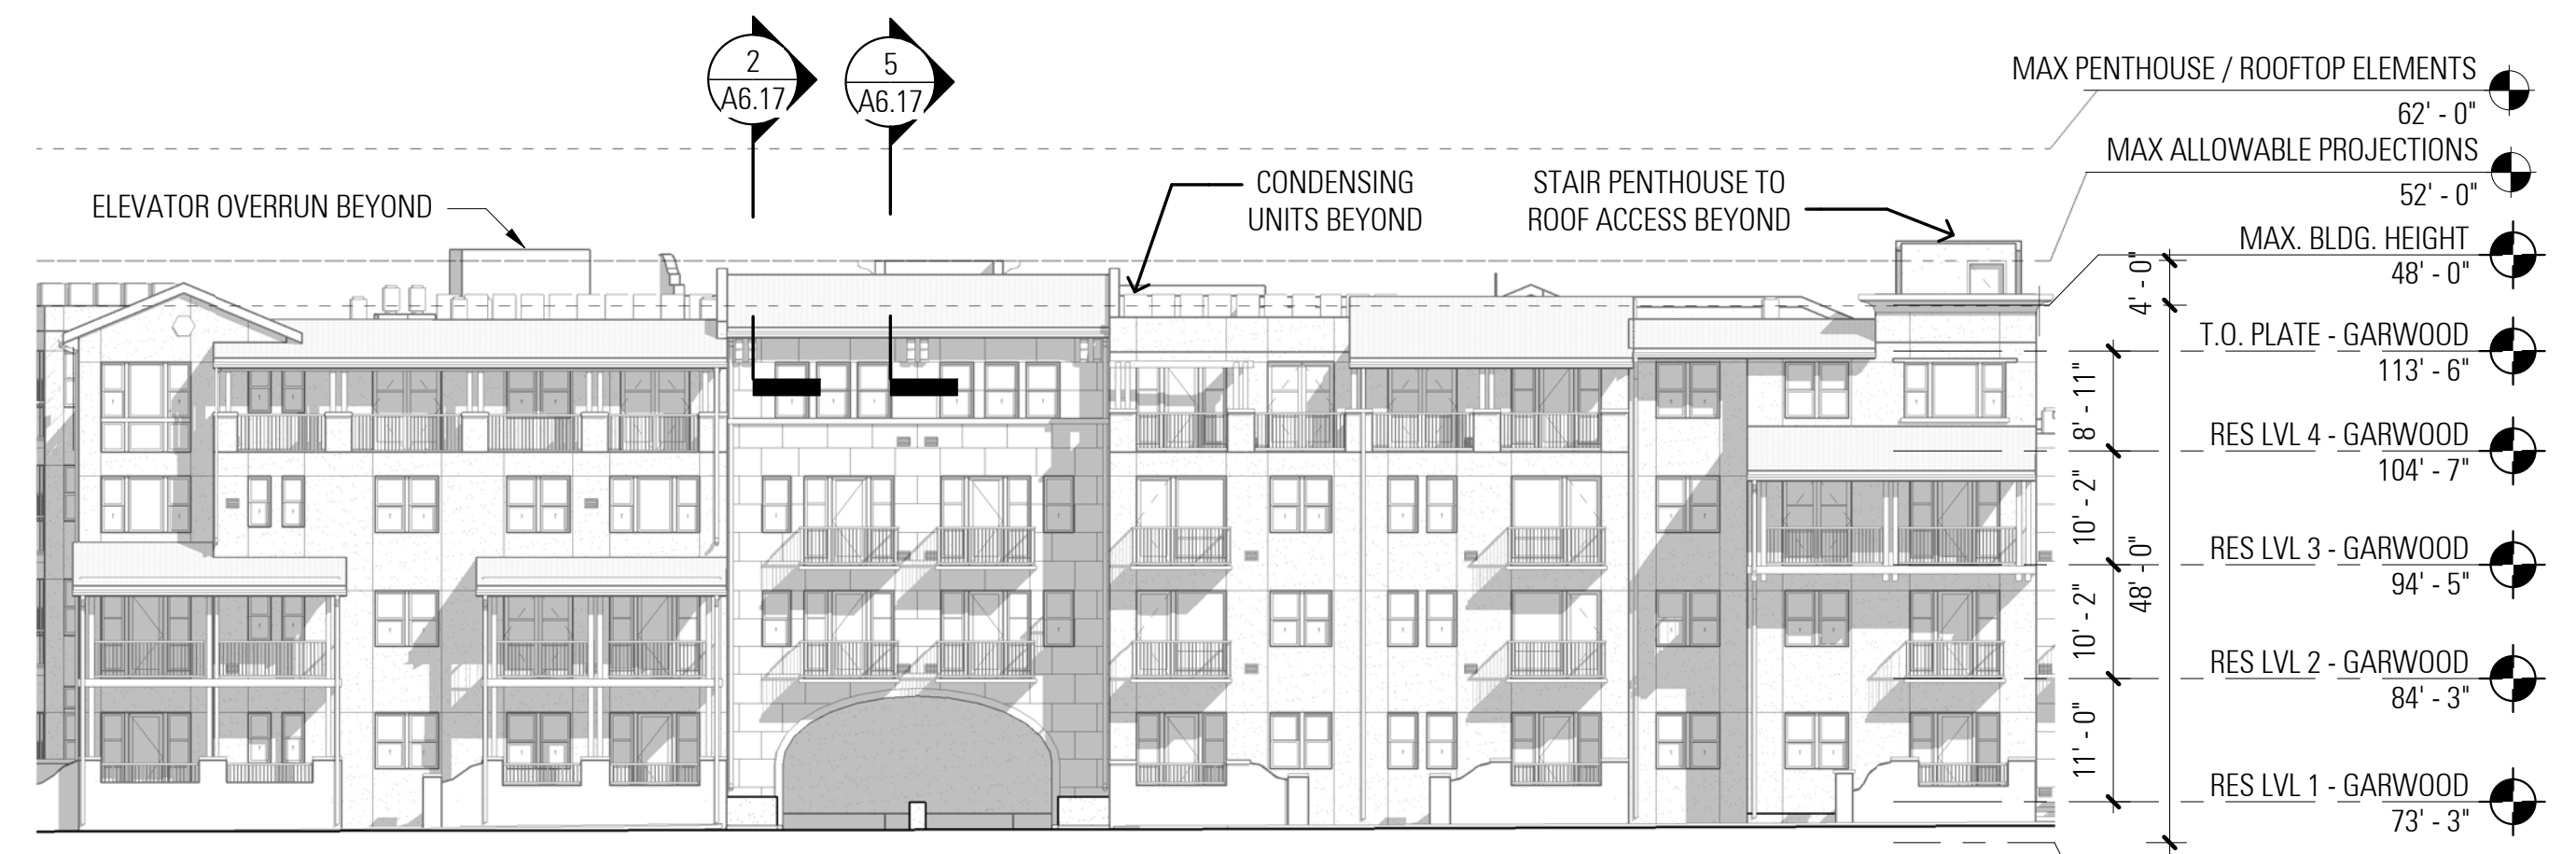 2
A6.17
5
A6.17
MAX PENTHOUSE / ROOFTOP ELEMENTS
62' - 0"
MAX ALLOWABLE PROJECTIONS
52' - 0"
ELEVATOR OVERRUN BEYOND
CONDENSING
UNITS BEYOND
STAIR PENTHOUSE TO
ROOF ACCESS BEYOND
MAX. BLDG. HEIGHT
48' - 0"
4' - 0"
T.O. PLATE - GARWOOD
113' - 6"
8' - 11"
RES LVL 4 - GARWOOD
104' - 7"
10' - 2"
48' - 0"
RES LVL 3 - GARWOOD
94' - 5"
10' - 2"
RES LVL 2 - GARWOOD
84' - 3"
11' - 0"
RES LVL 1 - GARWOOD
73' - 3"